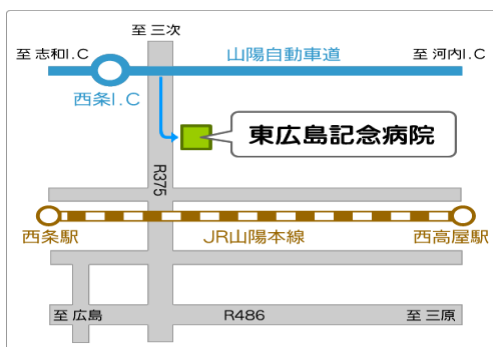 至 三次
至 志和I.C
山陽自動車道
至 河内I.C
西条I.C
東広島記念病院
R375
西条駅
JR山陽本線
西高屋駅
至 広島
R486
至 三原